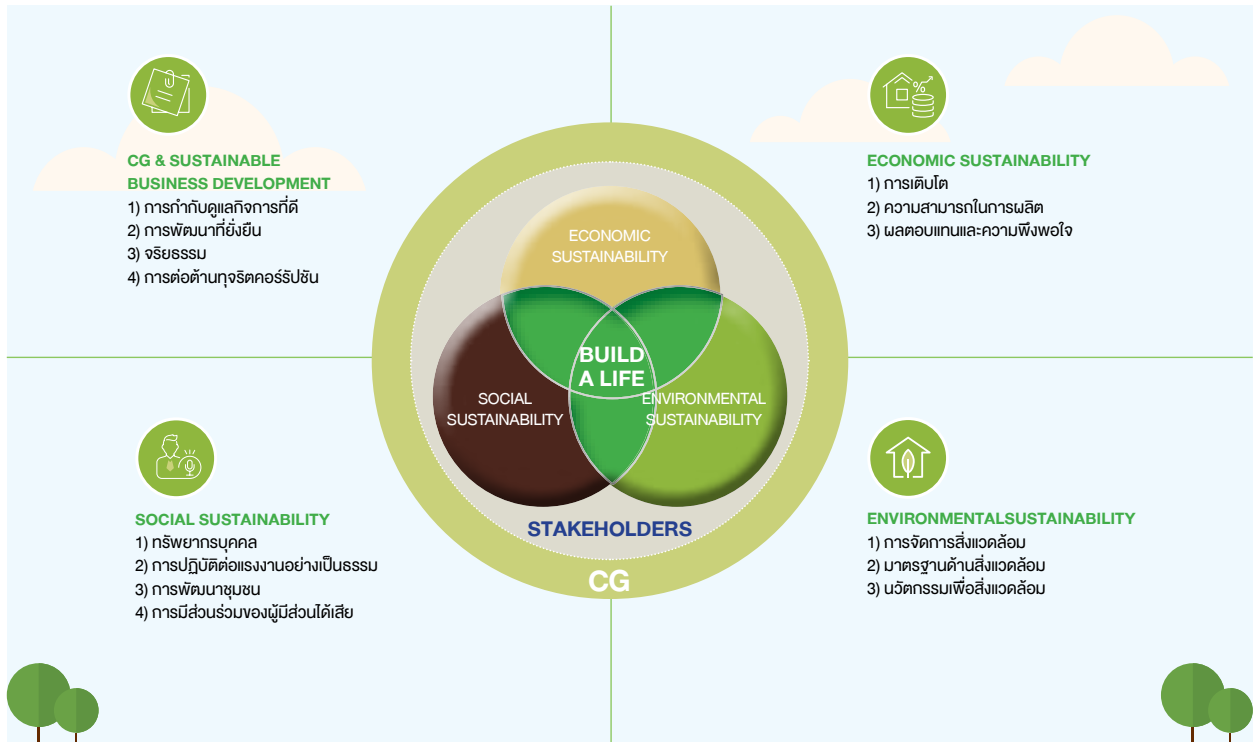 CG & SUSTAINABLE
BUSINESS DEVELOPMENT
1) การกำกับดูแลกิจการที่ดี
2) การพัฒนาที่ยั่งยืน
3) จริยธรรม
4) การต่อต้านทุจริตคอร์รัปชัน
ECONOMIC SUSTAINABILITY
1) การเติบโต
2) ความสามารถในการผลิต
3) ผลตอบแทนและความพึงพอใจ
ECONOMIC
SUSTAINABILITY
BUILD
A LIFE
SOCIAL
SUSTAINABILITY
ENVIRONMENTAL
SUSTAINABILITY
STAKEHOLDERS
CG
SOCIAL SUSTAINABILITY
1) ทรัพยากรบุคคล
2) การปฏิบัติต่อแรงงานอย่างเป็นธรรม
3) การพัฒนาชุมชน
4) การมีส่วนร่วมของผู้มีส่วนได้เสีย
ENVIRONMENTALSUSTAINABILITY
1) การจัดการสิ่งแวดล้อม
2) มาตรฐานด้านสิ่งแวดล้อม
3) นวัตกรรมเพื่อสิ่งแวดล้อม
%